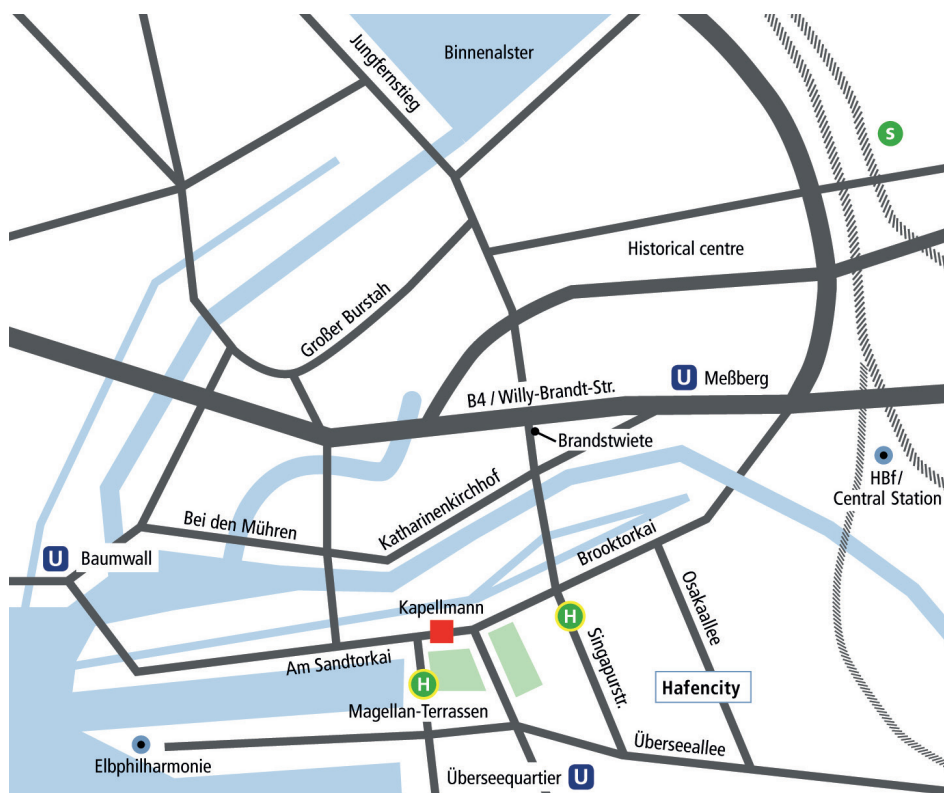 Binnenalster
Jungfernstieg
S
Historical centre
Großer Burstah
B4 / Willy-Brandt-Str.
U Meßberg
Brandstwiete
HBf/
Central Station
Katharinenkirchhof
Bei den Mühren
U Baumwall
Brooktorkai
Osakaallee
Kapellmann
H
Singapurstr.
Am Sandtorkai
H
Magellan-Terrassen
Hafencity
Überseeallee
Elbphilharmonie
Überseequartier U